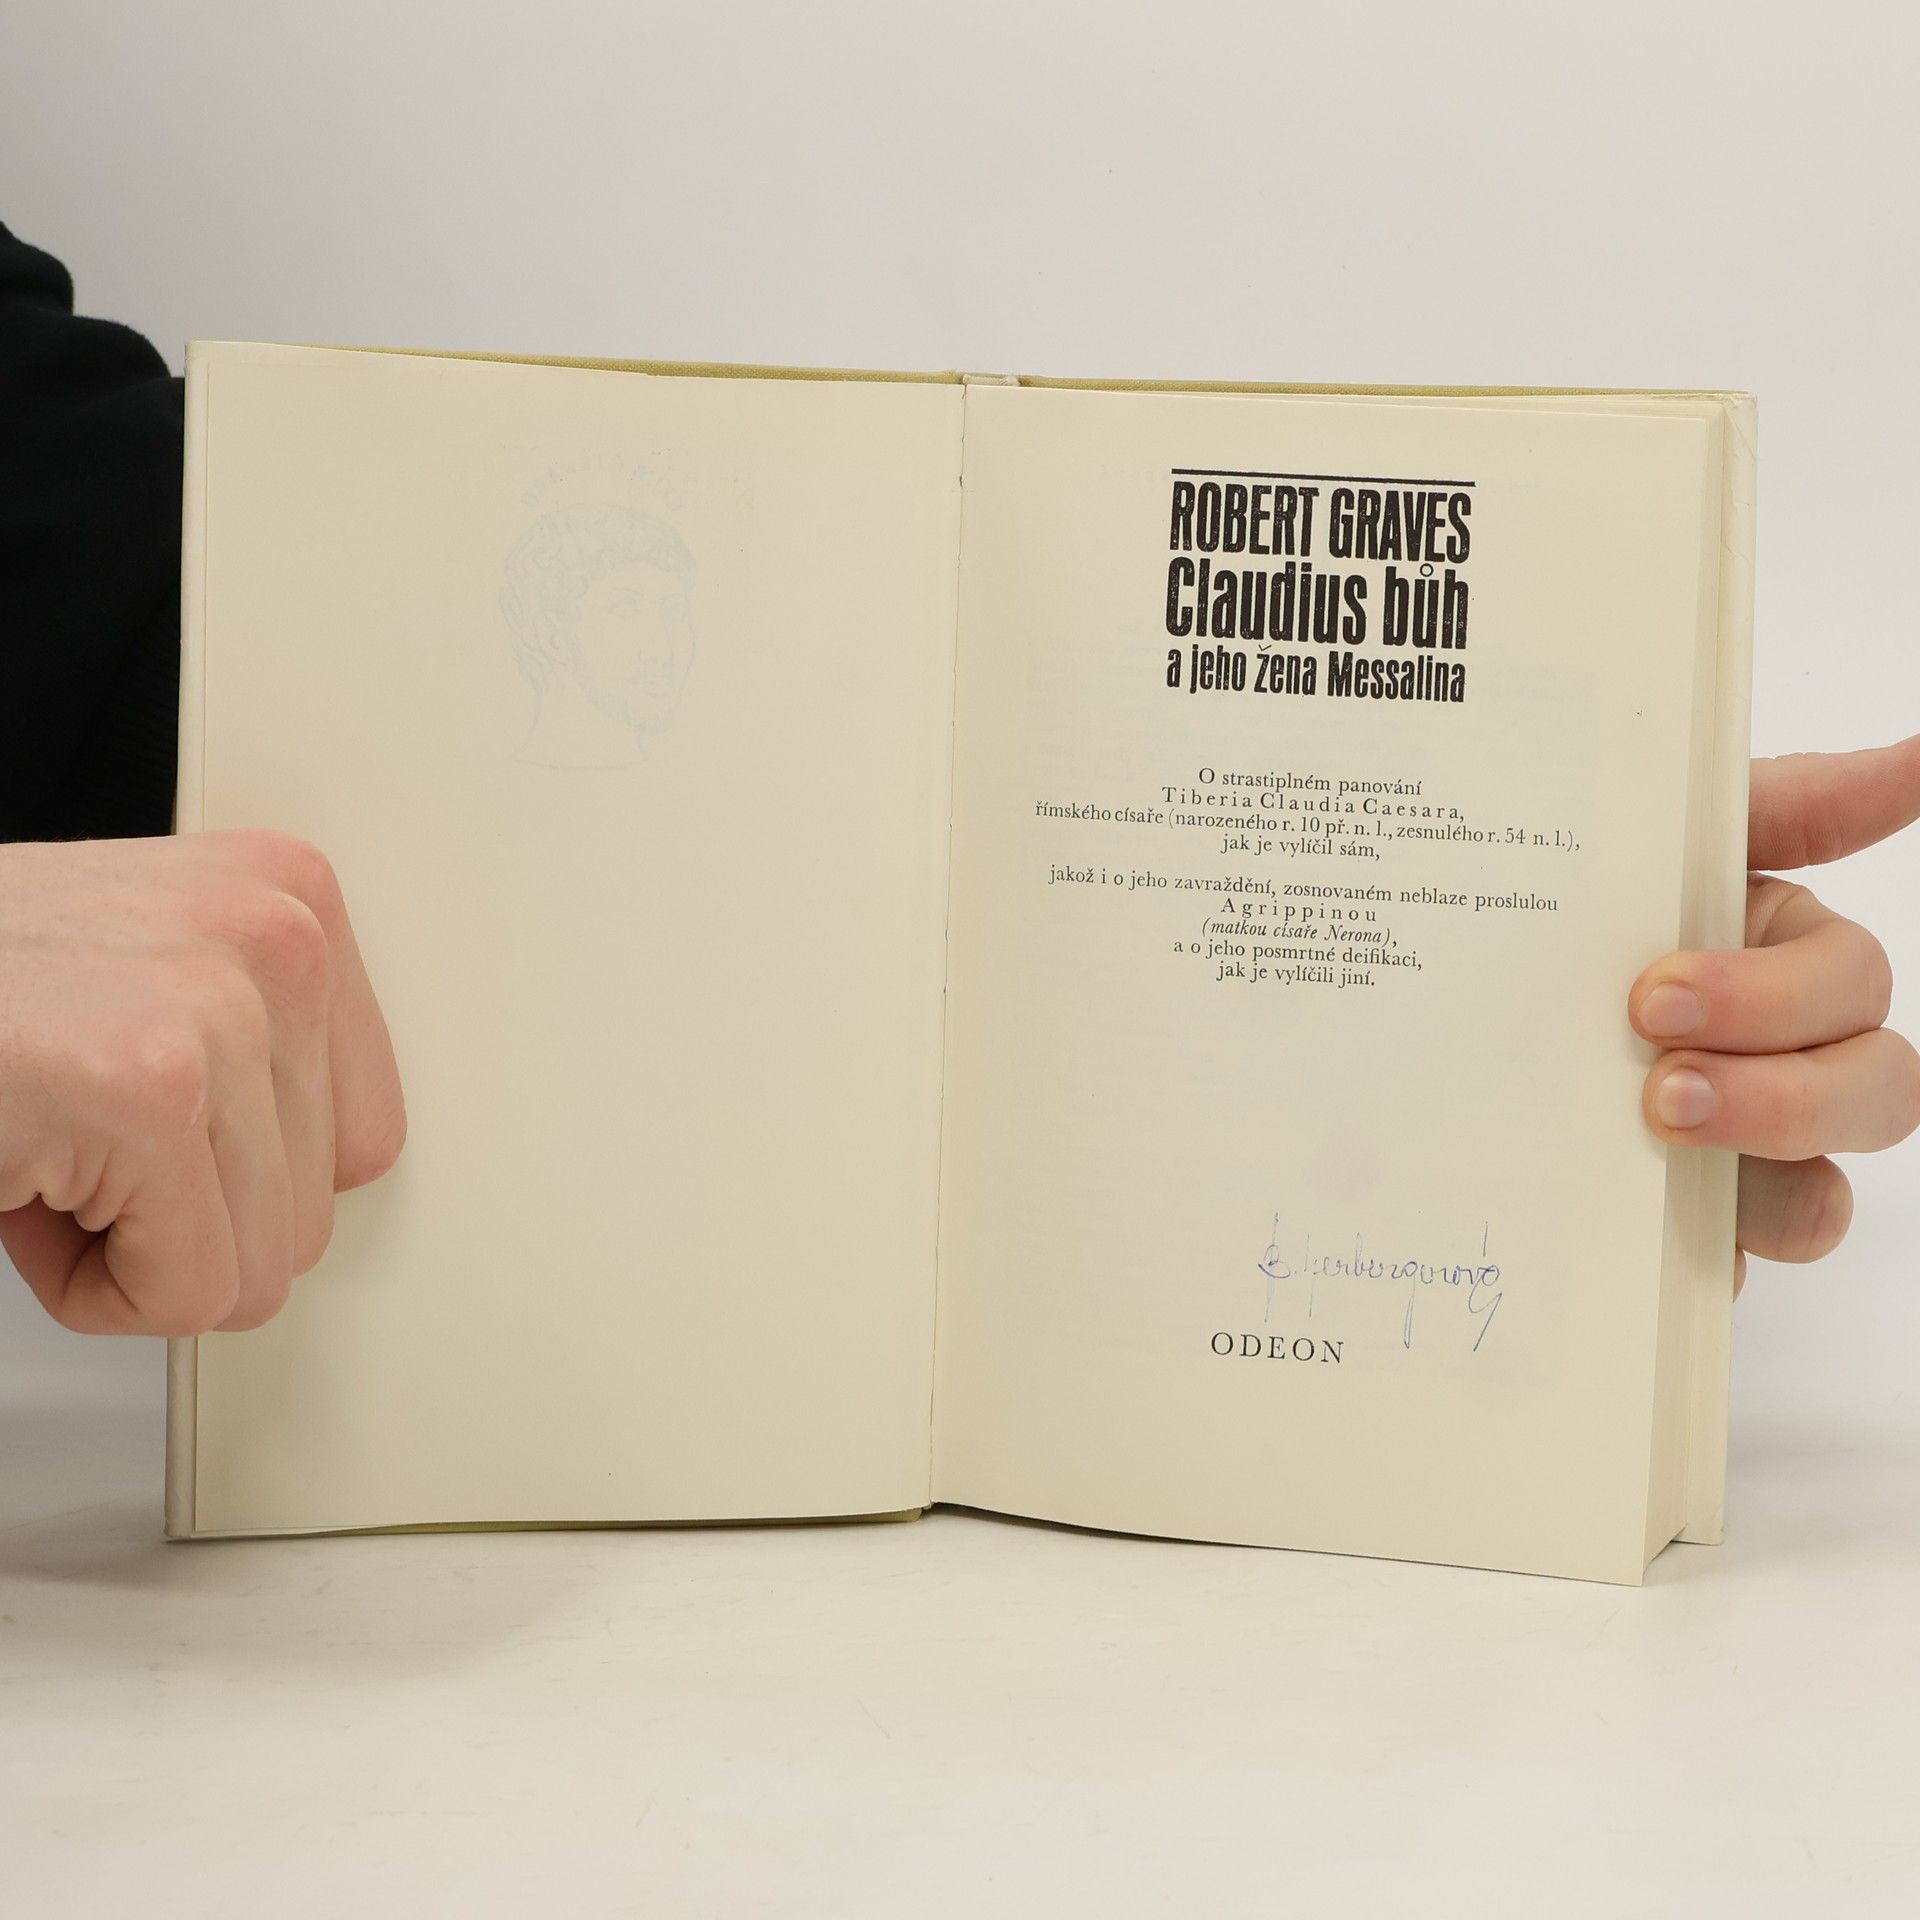 ROBERT GRAVES
Claudius bůh
a jeho žena Messalina
O strastiplném panování
Tiberia Claudia Caesara,
římského císaře (narozeného r. 10 př. n. l., zesnulého r. 54 n. l.),
jak je vylíčil sám,
jakož i o jeho zavraždění, zosnovaném neblaze proslulou
Agrippinou
(matkou císaře Nerona),
a o jeho posmrtné deifikaci,
jak je vylíčili jiní.
ODEON